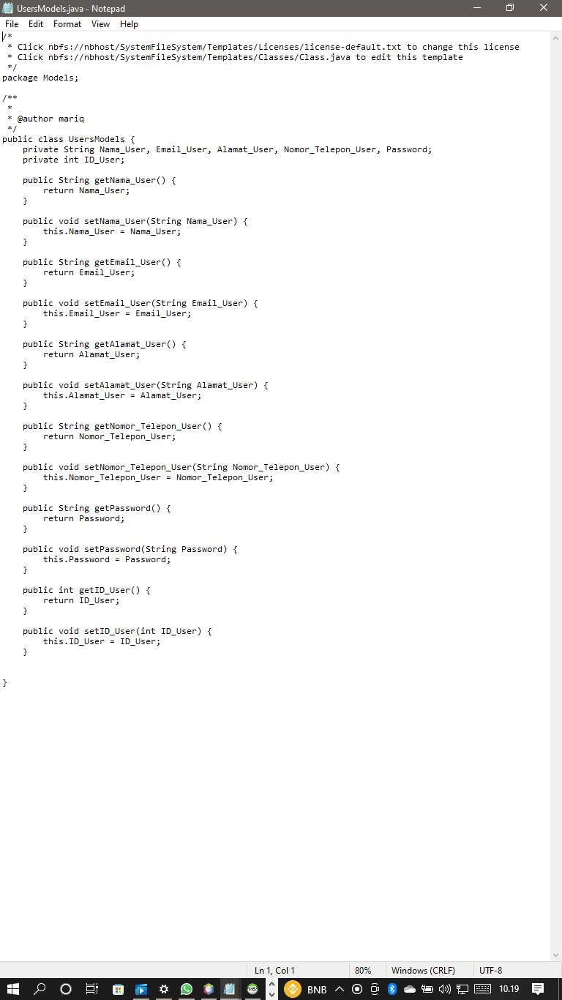 UsersModels.java - Notepad
File Edit Format View Help
/*
 * Click nbfs://nbhost/SystemFileSystem/Templates/Licenses/license-default.txt to change this license
 * Click nbfs://nbhost/SystemFileSystem/Templates/Classes/Class.java to edit this template
 */
package Models;

/**
 *
 * @author mariq
 */
public class UsersModels {
    private String Nama_User, Email_User, Alamat_User, Nomor_Telepon_User, Password;
    private int ID_User;

    public String getNama_User() {
        return Nama_User;
    }

    public void setNama_User(String Nama_User) {
        this.Nama_User = Nama_User;
    }

    public String getEmail_User() {
        return Email_User;
    }

    public void setEmail_User(String Email_User) {
        this.Email_User = Email_User;
    }

    public String getAlamat_User() {
        return Alamat_User;
    }

    public void setAlamat_User(String Alamat_User) {
        this.Alamat_User = Alamat_User;
    }

    public String getNomor_Telepon_User() {
        return Nomor_Telepon_User;
    }

    public void setNomor_Telepon_User(String Nomor_Telepon_User) {
        this.Nomor_Telepon_User = Nomor_Telepon_User;
    }

    public String getPassword() {
        return Password;
    }

    public void setPassword(String Password) {
        this.Password = Password;
    }

    public int getID_User() {
        return ID_User;
    }

    public void setID_User(int ID_User) {
        this.ID_User = ID_User;
    }


}
Ln 1, Col 1 80% Windows (CRLF) UTF-8
HS BNB 10.19